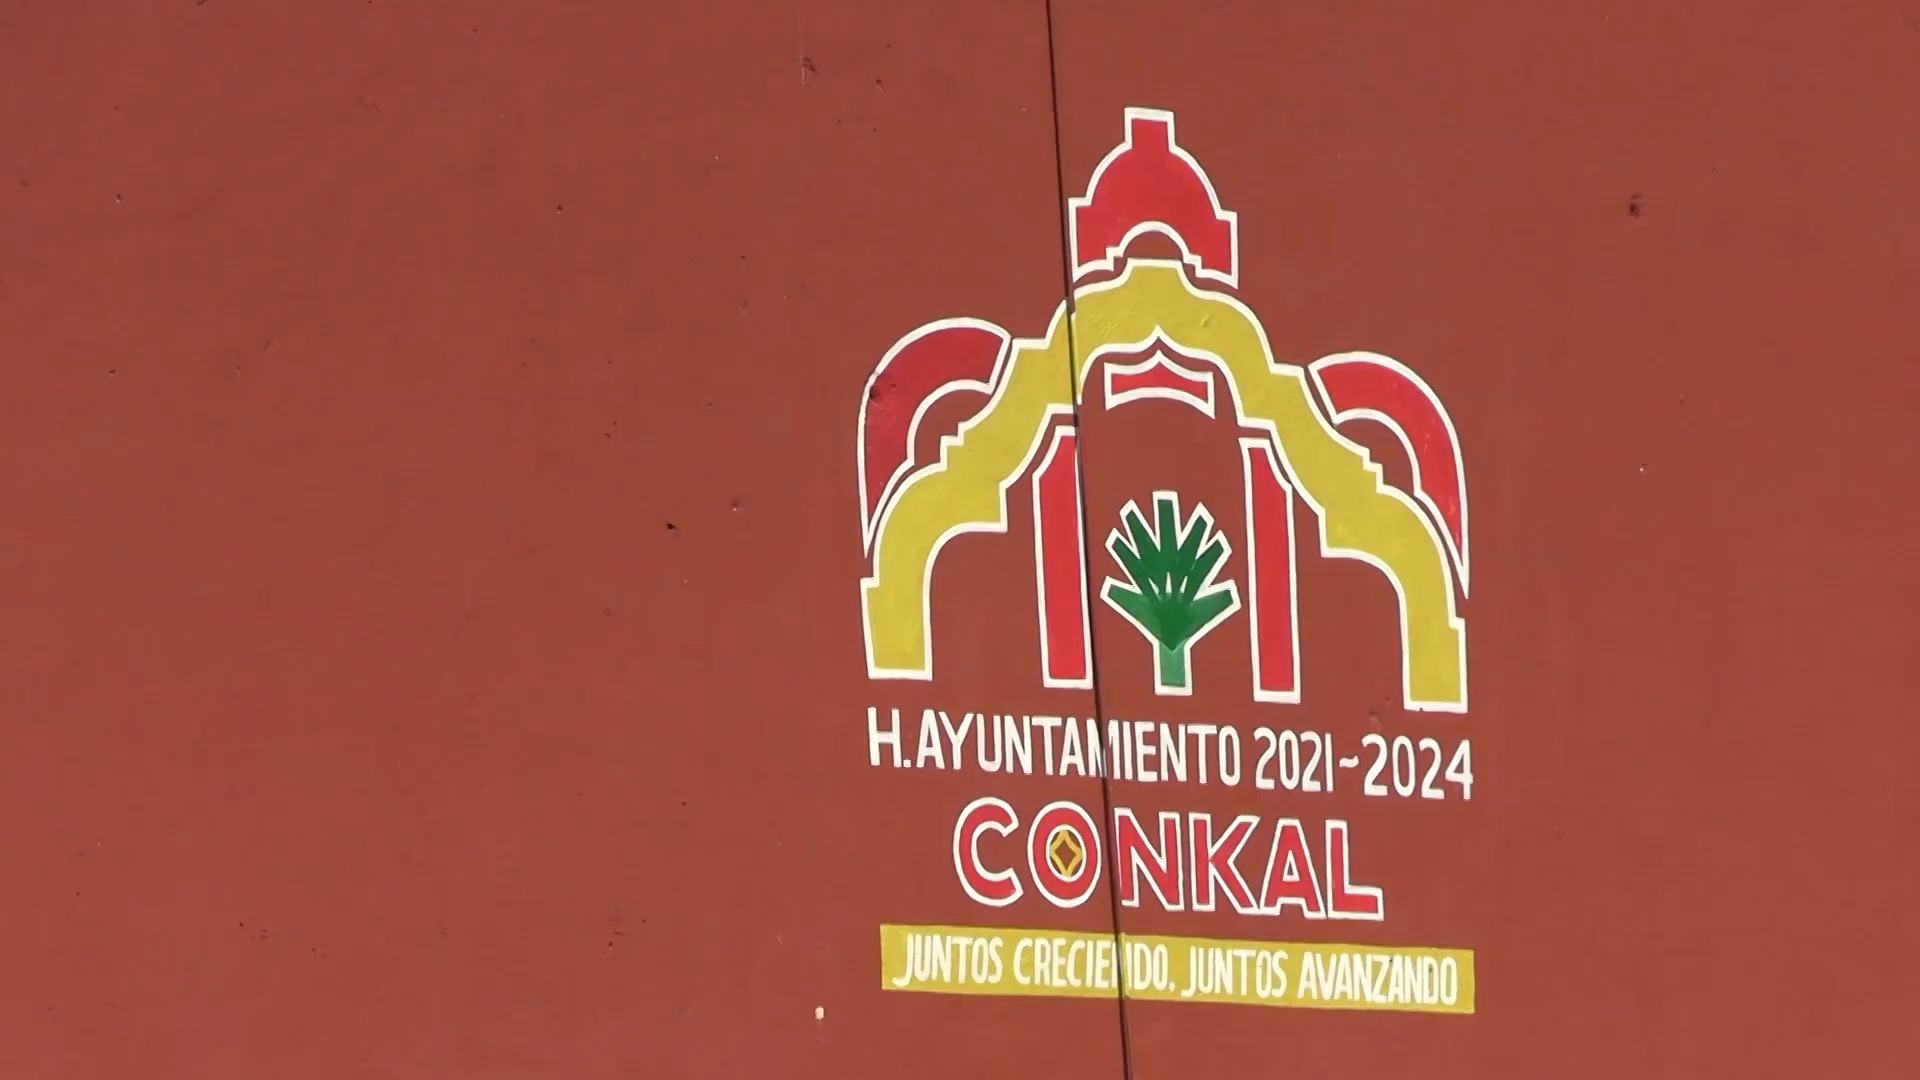 H. AYUNTAMIENTO 2021~2024
CONKAL
JUNTOS CRECIENDO, JUNTOS AVANZANDO